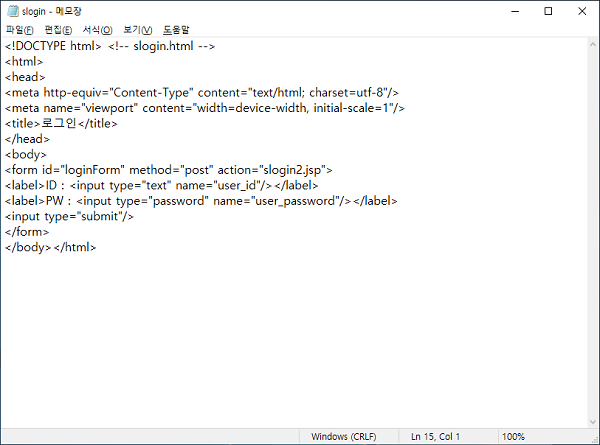 slogin - 메모장
파일(F) 편집(E) 서식(O) 보기(V) 도움말
<!DOCTYPE html> <!-- slogin.html -->
<html>
<head>
<meta http-equiv="Content-Type" content="text/html; charset=utf-8"/>
<meta name="viewport" content="width=device-width, initial-scale=1"/>
<title>로그인</title>
</head>
<body>
<form id="loginForm" method="post" action="slogin2.jsp">
<label>ID : <input type="text" name="user_id"/></label>
<label>PW : <input type="password" name="user_password"/></label>
<input type="submit"/>
</form>
</body></html>
Windows (CRLF) Ln 15, Col 1 100%